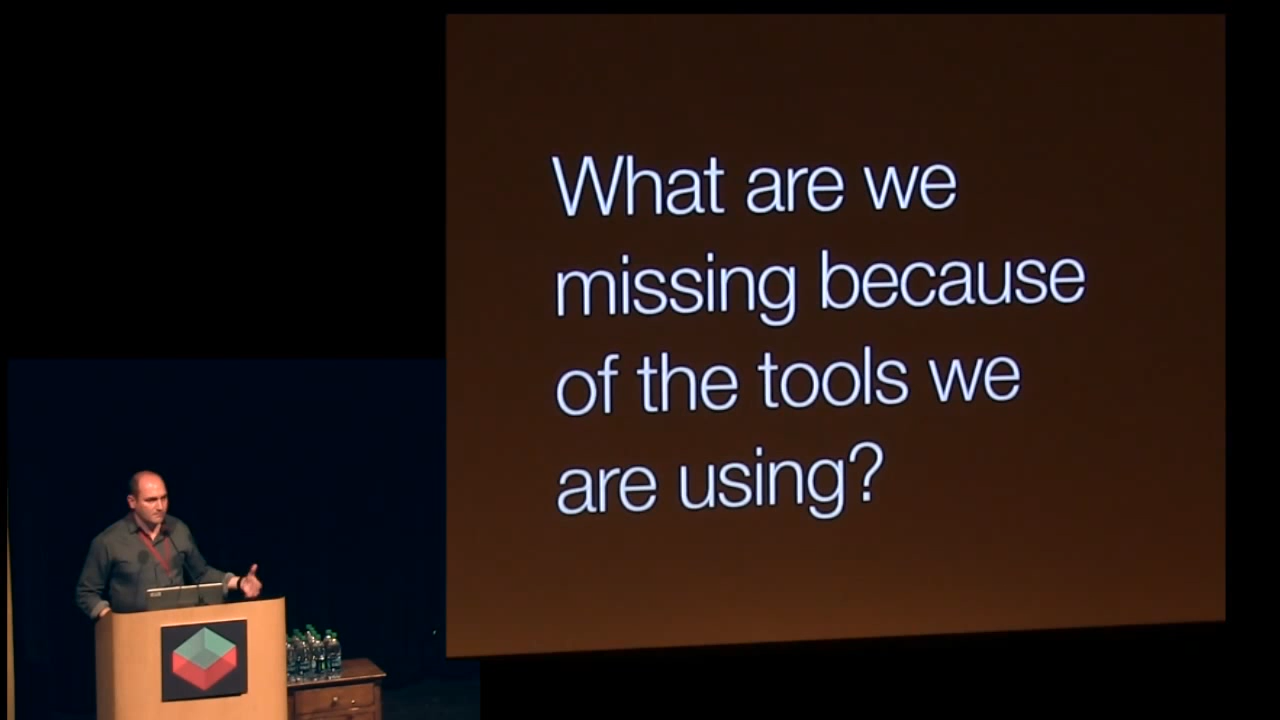 What are we
missing because
of the tools we
are using?